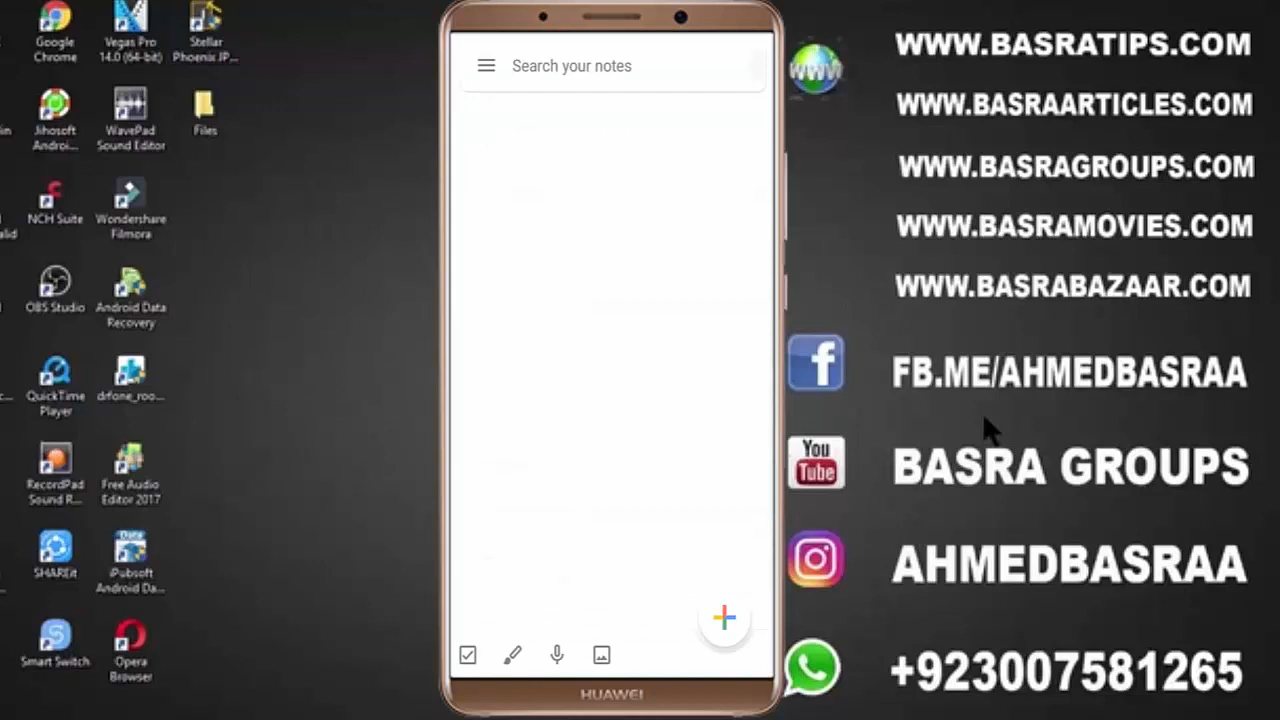 Google
Chrome
Vegas Pro
14.0 (64-bit)
Stellar
Phoenix JP...
Jihosoft
Androi...
WavePad
Sound Editor
Files
NCH Suite
Wondershare
Filmora
OBS Studio
Android Data
Recovery
QuickTime
Player
drfone_roo...
RecordPad
Sound R...
Free Audio
Editor 2017
SHAREit
Data
iPubsoft
Android Da...
Smart Switch
Opera
Browser
Search your notes
HUAWEI
WWW
WWW.BASRATIPS.COM
WWW.BASRAARTICLES.COM
WWW.BASRAGROUPS.COM
WWW.BASRAMOVIES.COM
WWW.BASRABAZAAR.COM
f
FB.ME/AHMEDBASRAA
You
Tube
BASRA GROUPS
AHMEDBASRAA
+923007581265